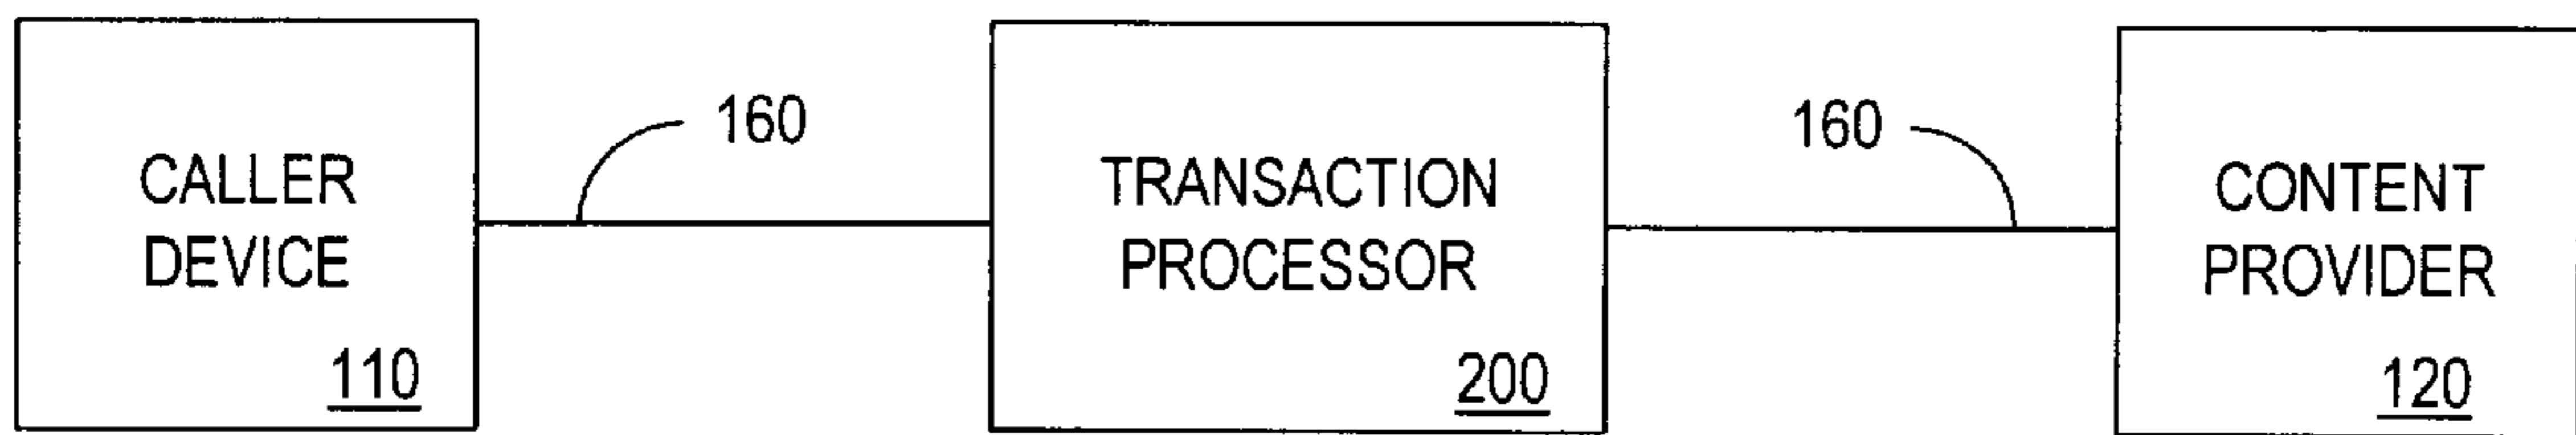 CALLER
DEVICE
110
160
TRANSACTION
PROCESSOR
200
160
CONTENT
PROVIDER
120